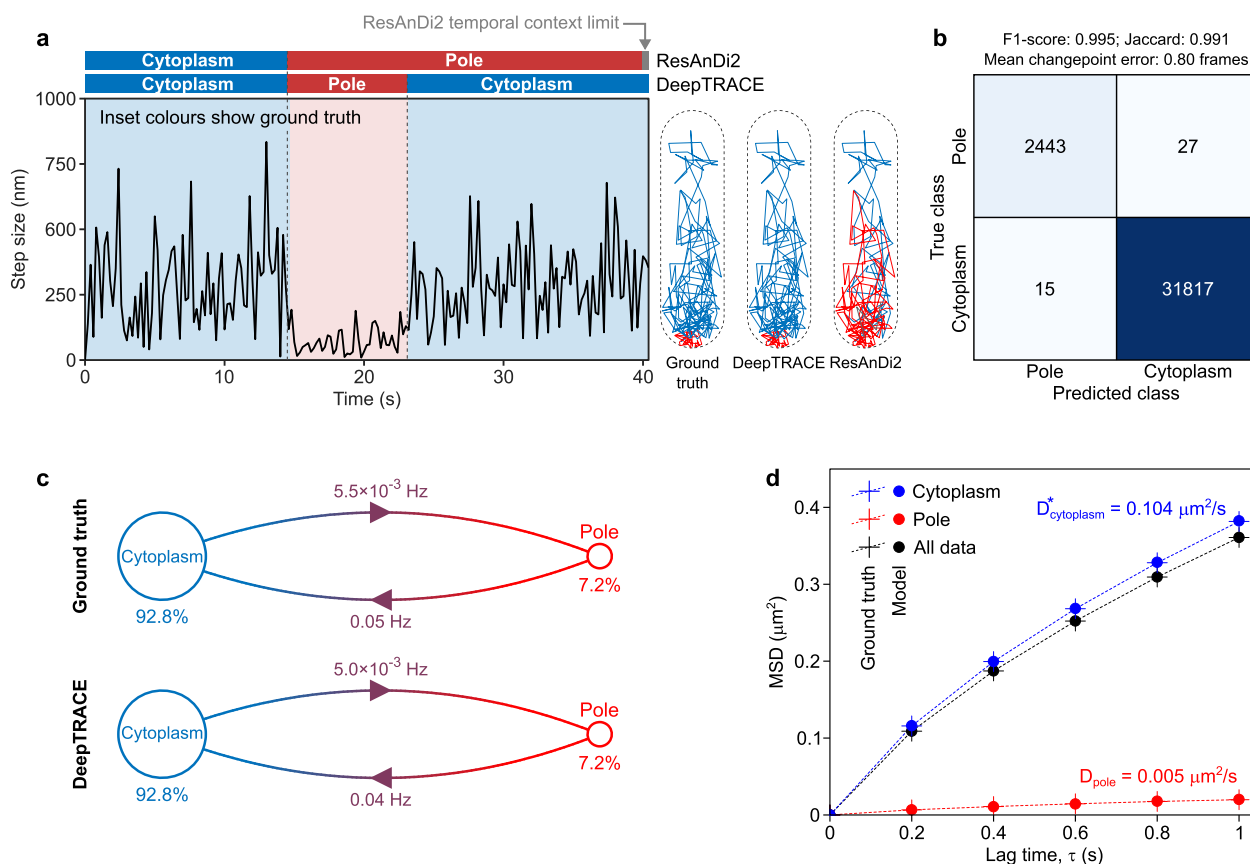 ResAnDi2 temporal context limit
a
Cytoplasm Pole ResAnDi2
Cytoplasm Pole Cytoplasm DeepTRACE
Inset colours show ground truth
1000
750
600
250
0
Step size (nm)
0 10 20 30 40
Time (s)
Ground truth
DeepTRACE
ResAnDi2
b
F1-score: 0.995; Jaccard: 0.991
Mean changepoint error: 0.80 frames
True class
Pole
Cytoplasm
2443 27
15 31817
Pole Cytoplasm
Predicted class
c
Ground truth
5.5×10⁻³ Hz
Cytoplasm
Pole
7.2%
92.8%
0.05 Hz
DeepTRACE
5.0×10⁻³ Hz
Cytoplasm
Pole
7.2%
92.8%
0.04 Hz
d
Cytoplasm
Pole
All data
Ground truth
Model
D*cytoplasm = 0.104 μm²/s
Dpole = 0.005 μm²/s
MSD (μm²)
0.4
0.3
0.2
0.1
0
0 0.2 0.4 0.6 0.8 1
Lag time, τ (s)